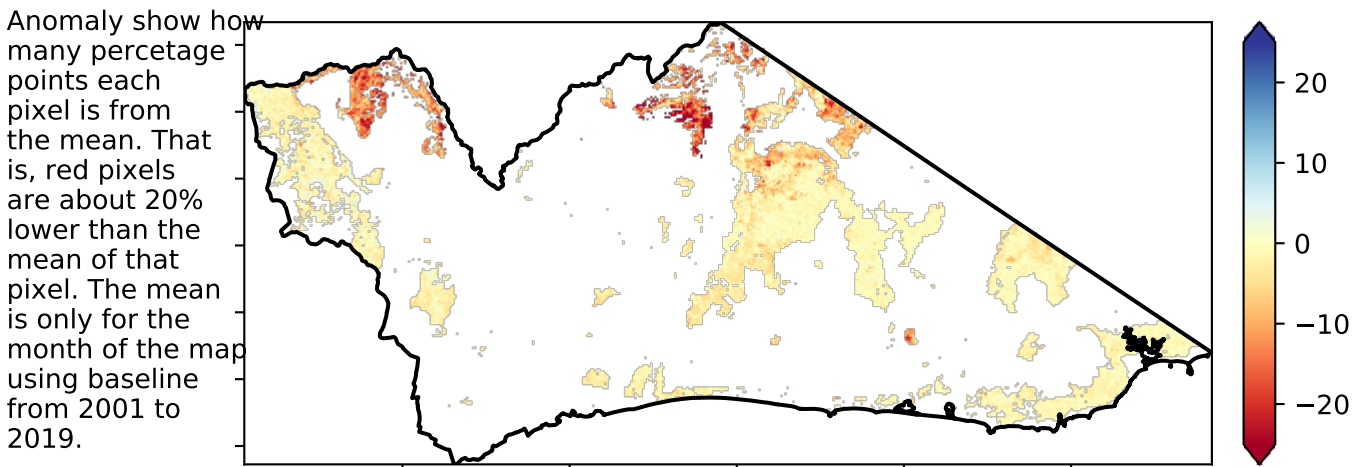 Anomaly show how
many percetage
points each
pixel is from
the mean. That
is, red pixels
are about 20%
lower than the
mean of that
pixel. The mean
is only for the
month of the map
using baseline
from 2001 to
2019.
20
10
0
−10
−20